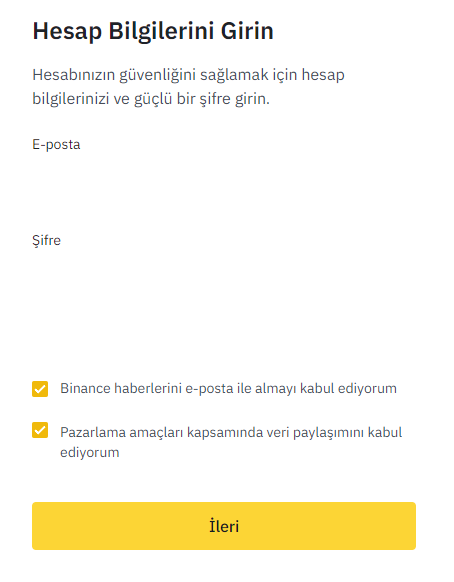 Hesap Bilgilerini Girin
Hesabınızın güvenliğini sağlamak için hesap
bilgilerinizi ve güçlü bir şifre girin.
E-posta
Şifre
Binance haberlerini e-posta ile almayı kabul ediyorum
Pazarlama amaçları kapsamında veri paylaşımını kabul
ediyorum
İleri